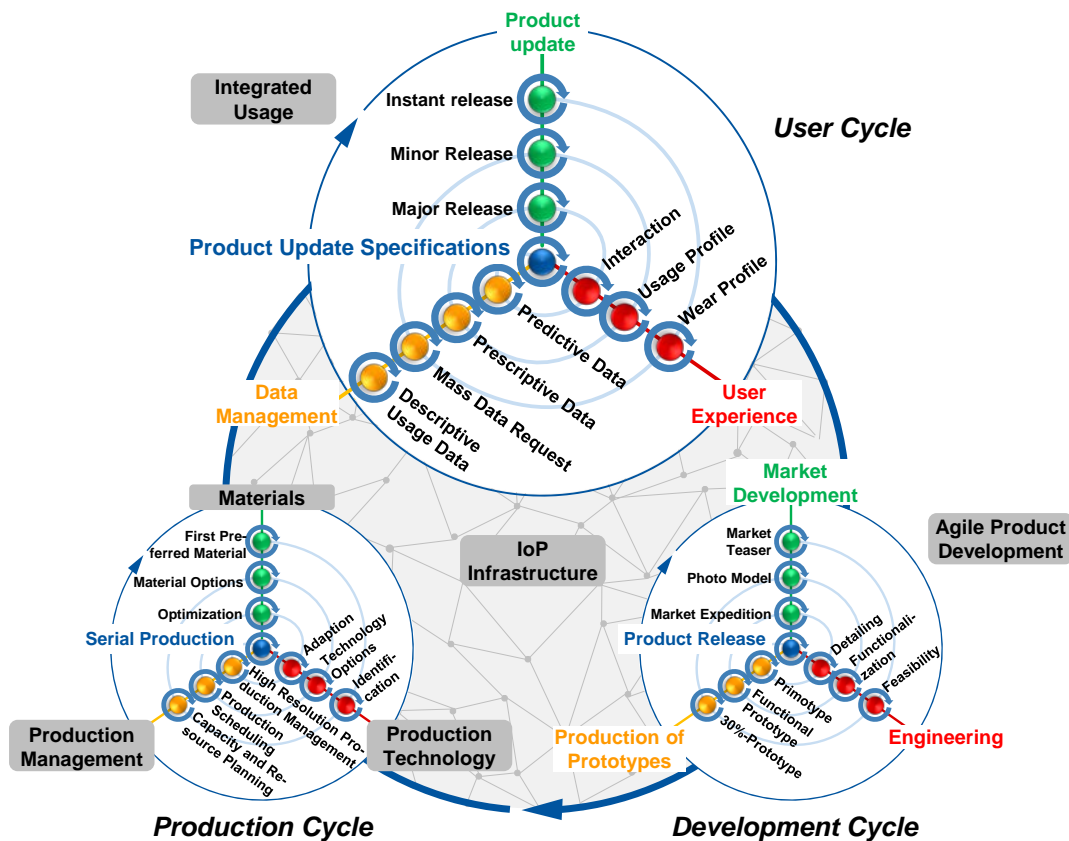 Product
update
Integrated
Usage
User Cycle
Instant release
Minor Release
Major Release
Product Update Specifications
Interaction
Usage Profile
Wear Profile
Predictive Data
Prescriptive Data
Mass Data Request
Descriptive
Usage Data
Data
Management
User
Experience
Materials
First Pre-
ferred Material
Material Options
Optimization
Serial Production
Adaption
Technology
Options
Identifi-
cation
High Resolution Pro-
duction Management
Production
Scheduling
Capacity and Re-
source Planning
Production
Management
Production
Technology
Production Cycle
IoP
Infrastructure
Market
Development
Agile Product
Development
Market
Teaser
Photo Model
Market Expedition
Product Release
Detailing
Functionali-
zation
Feasibility
Primotype
Functional
Prototype
30%-Prototype
Production of
Prototypes
Engineering
Development Cycle